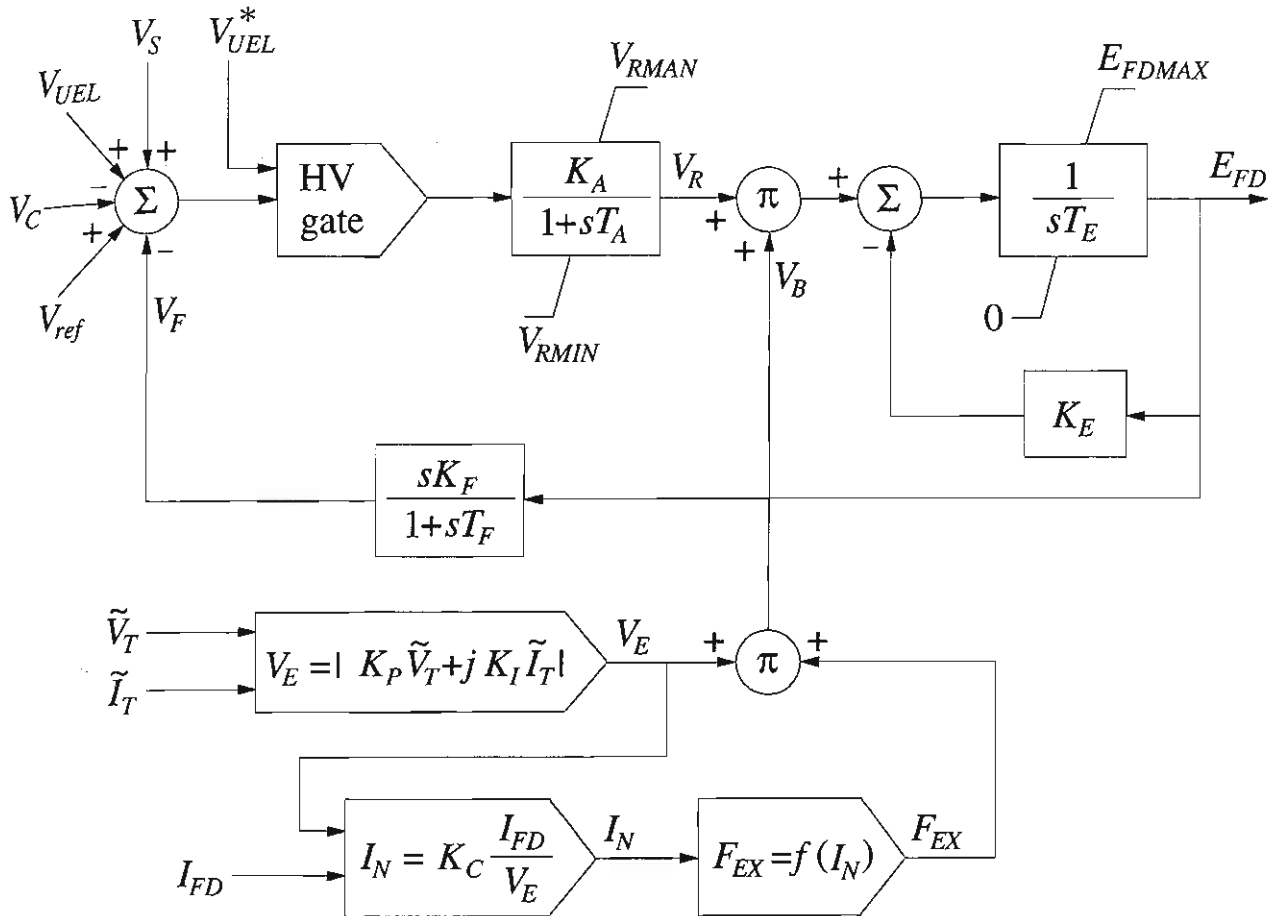 V_S
V*_UEL
V_RMAN
E_FDMAX
V_UEL
+ +
- V_C
Σ
+ -
V_ref
V_F
HV
gate
K_A
1+sT_A
V_RMIN
V_R
+
π
+
V_B
+
Σ
-
1
sT_E
0
E_FD
K_E
sK_F
1+sT_F
Ṽ_T
Ĩ_T
V_E =| K_P Ṽ_T+j K_I Ĩ_T|
V_E
+
π
+
I_FD
I_N = K_C I_FD
V_E
I_N
F_EX=f(I_N)
F_EX